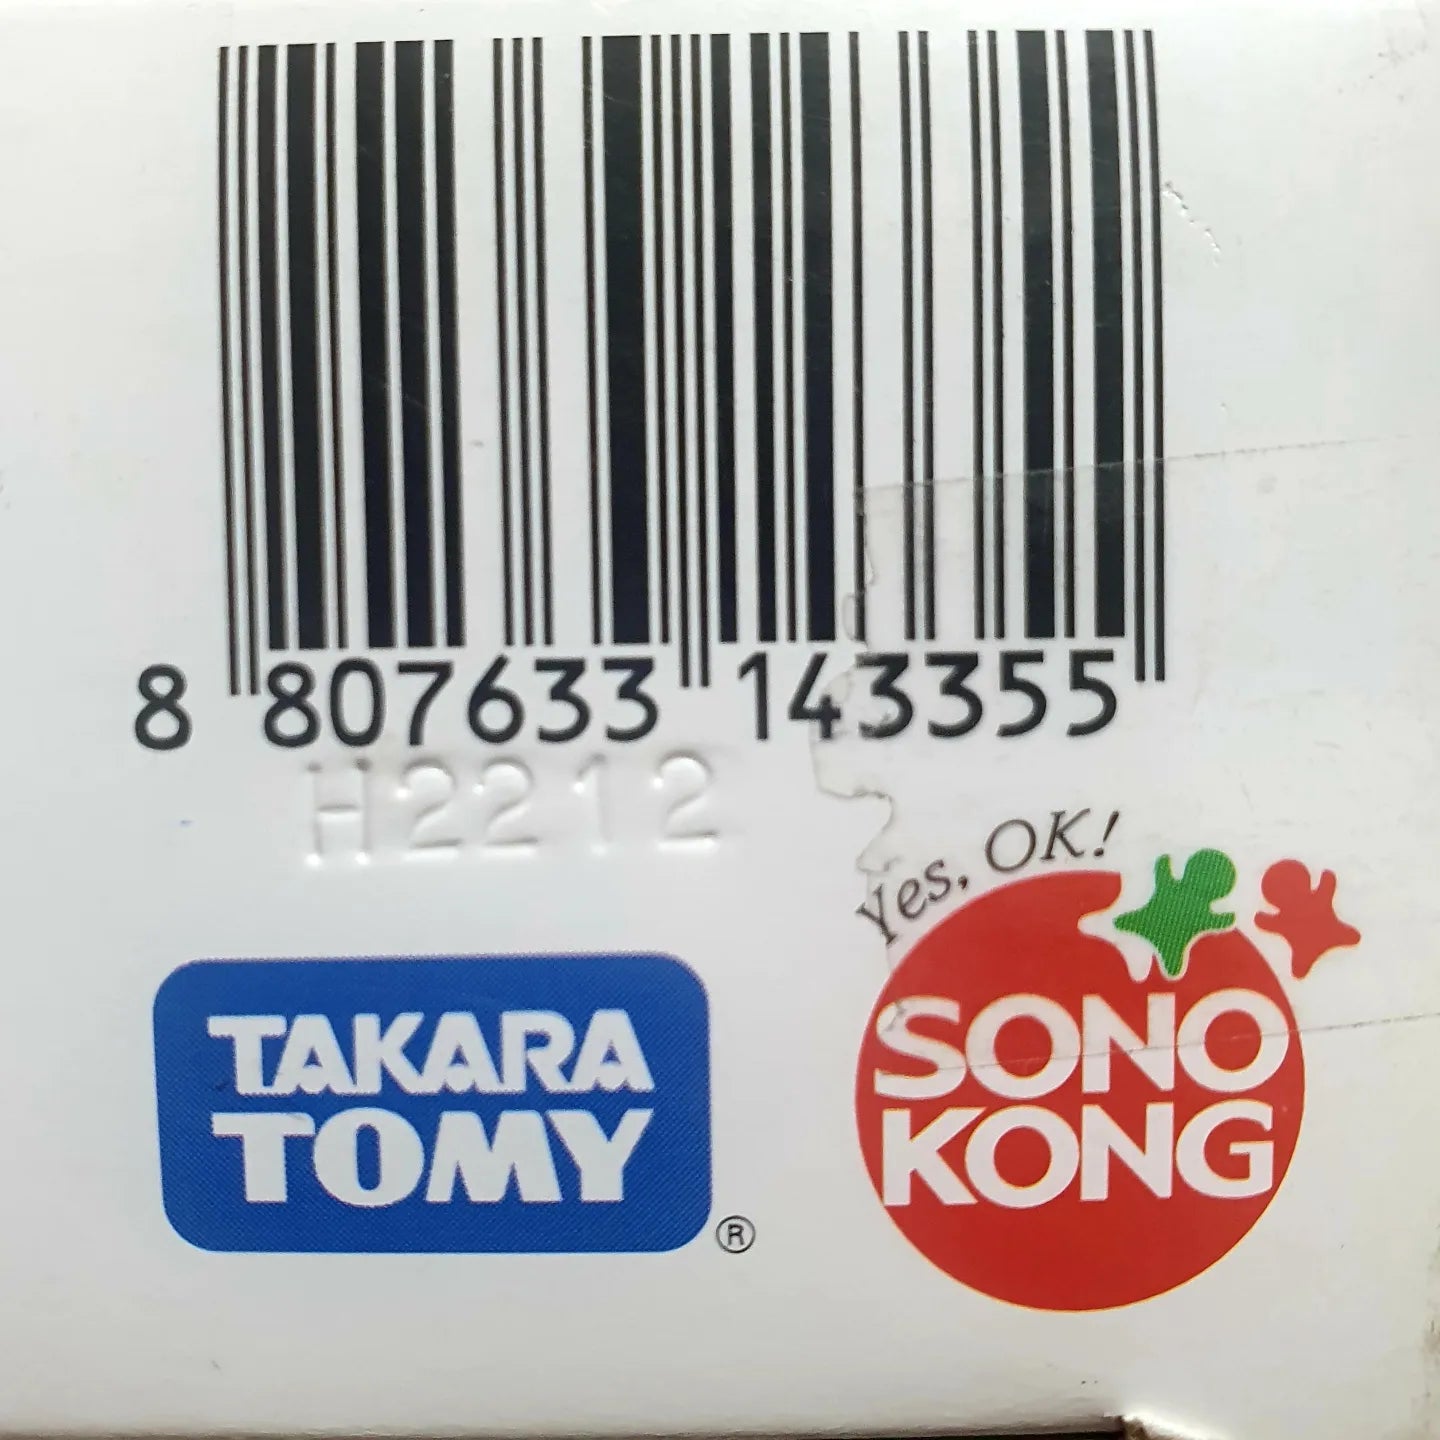 8 807633 143355
H2212
Yes, OK!
TAKARA
TOMY
®
SONO
KONG